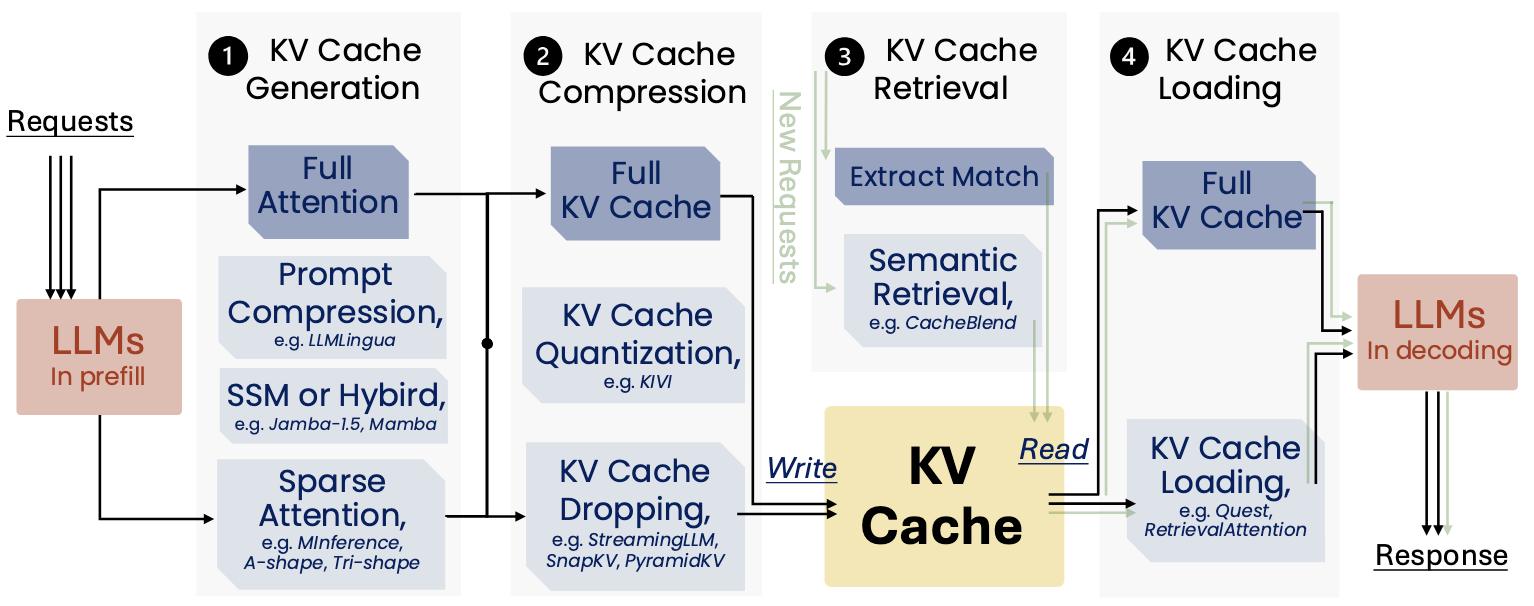 Requests
LLMs
In prefill
1 KV Cache
Generation
Full
Attention
Prompt
Compression,
e.g. LLMLingua
SSM or Hybird,
e.g. Jamba-1.5, Mamba
Sparse
Attention,
e.g. MInference,
A-shape, Tri-shape
2 KV Cache
Compression
Full
KV Cache
KV Cache
Quantization,
e.g. KIVI
KV Cache
Dropping,
e.g. StreamingLLM,
SnapKV, PyramidKV
3 KV Cache
Retrieval
New Requests
Extract Match
Semantic
Retrieval,
e.g. CacheBlend
Write
KV
Cache
Read
4 KV Cache
Loading
Full
KV Cache
KV Cache
Loading,
e.g. Quest,
RetrievalAttention
LLMs
In decoding
Response